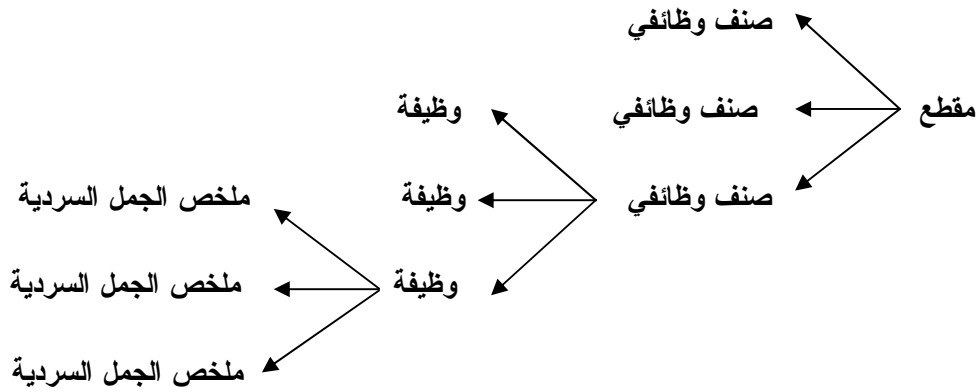 صنف وظائفي
مقطع صنف وظائفي وظيفة
صنف وظائفي وظيفة ملخص الجمل السردية
وظيفة ملخص الجمل السردية
ملخص الجمل السردية